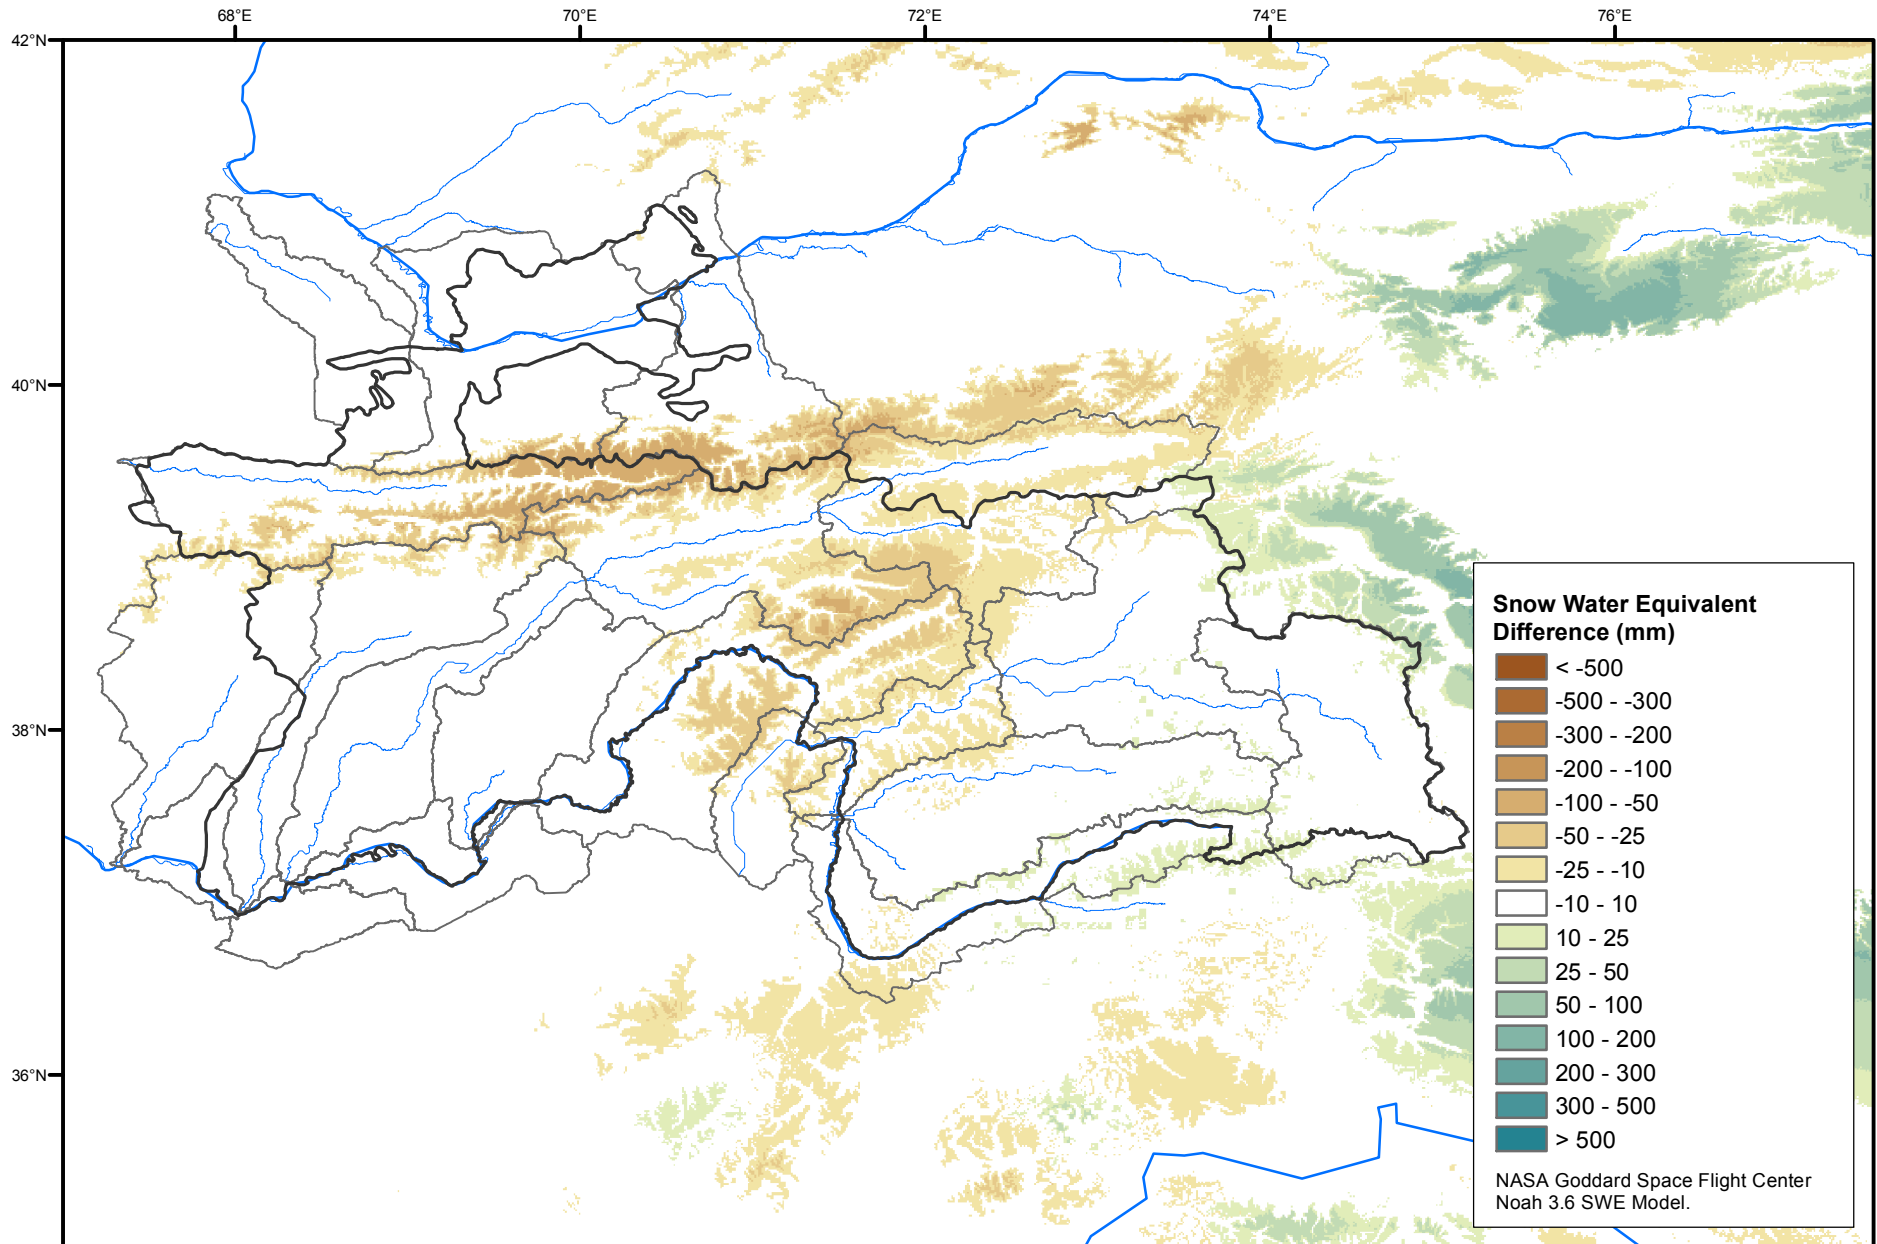 68°E 70°E 72°E 74°E 76°E
42°N
40°N
38°N
36°N
Snow Water Equivalent
Difference (mm)
< -500
-500 - -300
-300 - -200
-200 - -100
-100 - -50
-50 - -25
-25 - -10
-10 - 10
10 - 25
25 - 50
50 - 100
100 - 200
200 - 300
300 - 500
> 500
NASA Goddard Space Flight Center
Noah 3.6 SWE Model.